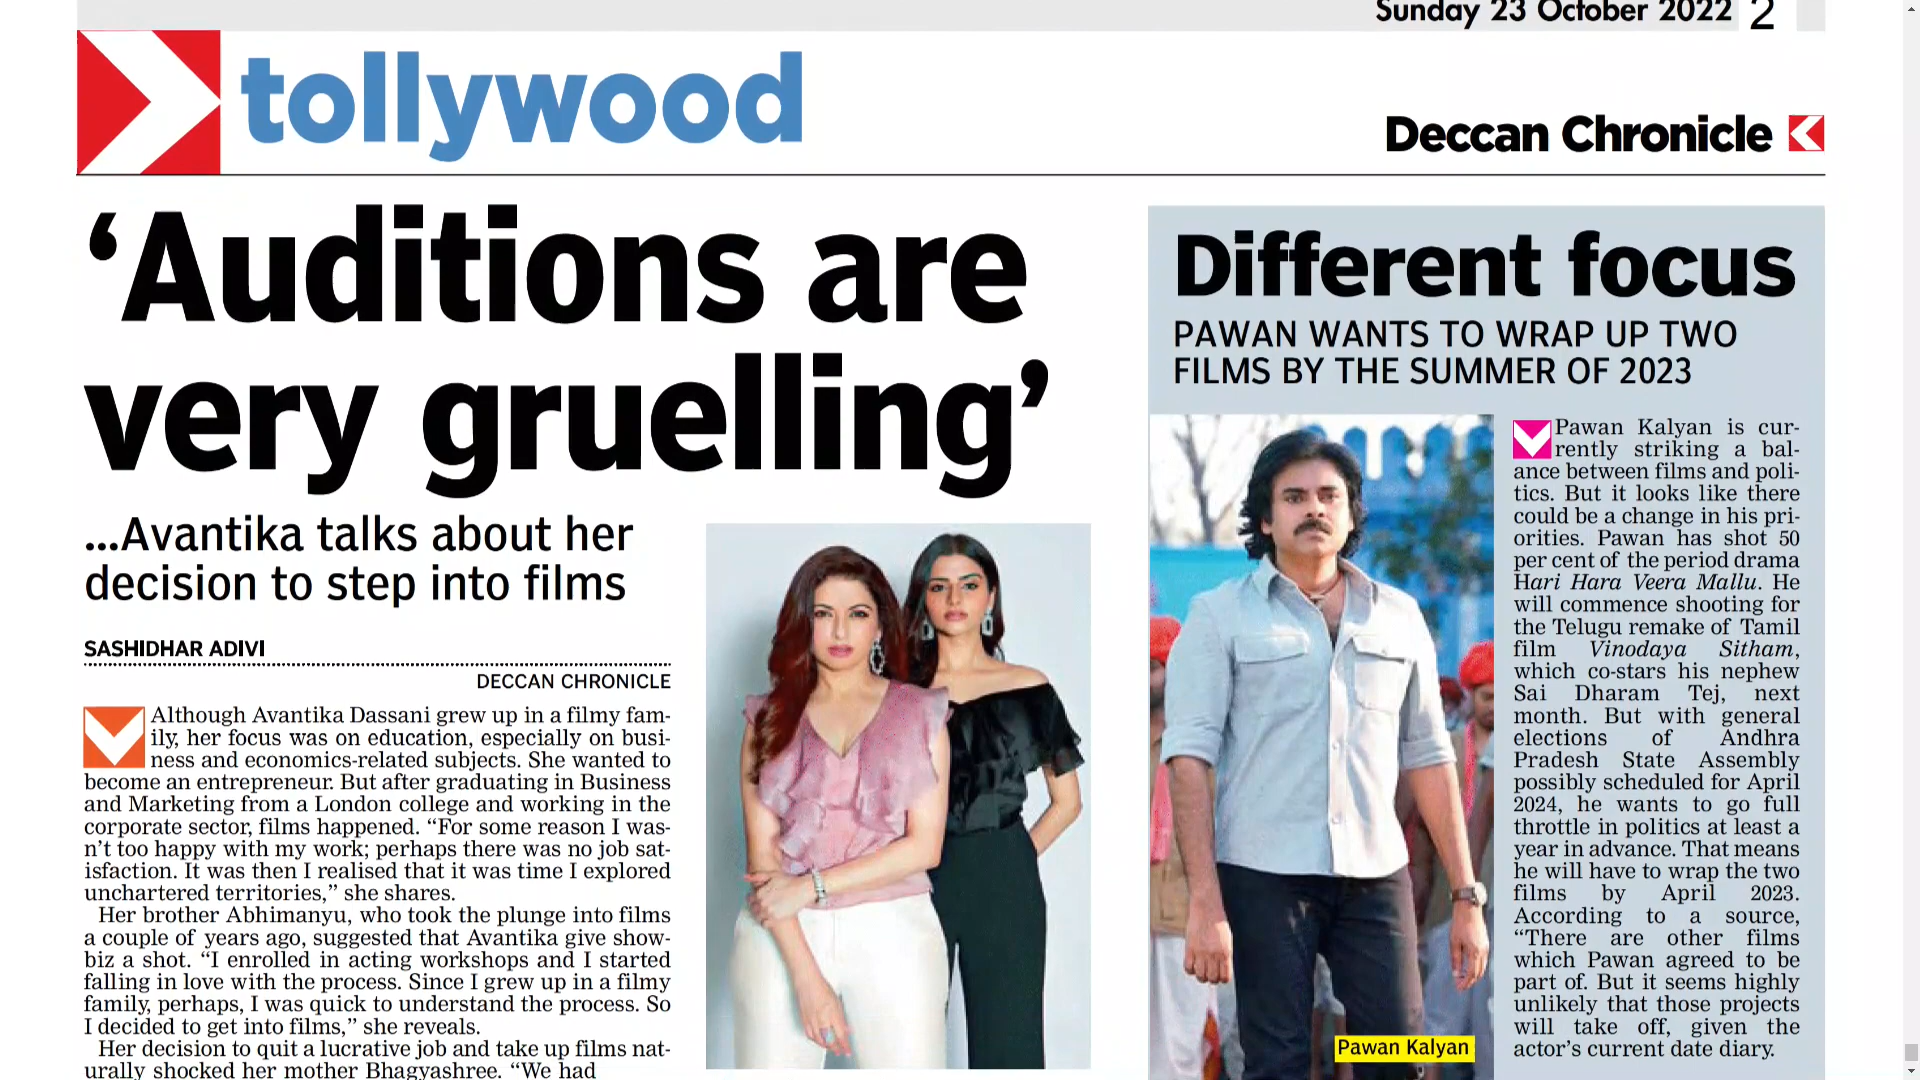 Sunday 23 October 2022 2
tollywood
Deccan Chronicle
‘Auditions are
very gruelling’
...Avantika talks about her
decision to step into films
SASHIDHAR ADIVI
DECCAN CHRONICLE
Although Avantika Dassani grew up in a filmy fam-
ily, her focus was on education, especially on busi-
ness and economics-related subjects. She wanted to
become an entrepreneur. But after graduating in Business
and Marketing from a London college and working in the
corporate sector, films happened. “For some reason I was-
n’t too happy with my work; perhaps there was no job sat-
isfaction. It was then I realised that it was time I explored
unchartered territories,” she shares.
Her brother Abhimanyu, who took the plunge into films
a couple of years ago, suggested that Avantika give show-
biz a shot. “I enrolled in acting workshops and I started
falling in love with the process. Since I grew up in a filmy
family, perhaps, I was quick to understand the process. So
I decided to get into films,” she reveals.
Her decision to quit a lucrative job and take up films nat-
urally shocked her mother Bhagyashree. “We had
Different focus
PAWAN WANTS TO WRAP UP TWO
FILMS BY THE SUMMER OF 2023
Pawan Kalyan is cur-
rently striking a bal-
ance between films and poli-
tics. But it looks like there
could be a change in his pri-
orities. Pawan has shot 50
per cent of the period drama
Hari Hara Veera Mallu. He
will commence shooting for
the Telugu remake of Tamil
film Vinodaya Sitham,
which co-stars his nephew
Sai Dharam Tej, next
month. But with general
elections of Andhra
Pradesh State Assembly
possibly scheduled for April
2024, he wants to go full
throttle in politics at least a
year in advance. That means
he will have to wrap the two
films by April 2023.
According to a source,
“There are other films
which Pawan agreed to be
part of. But it seems highly
unlikely that those projects
will take off, given the
actor’s current date diary.
Pawan Kalyan